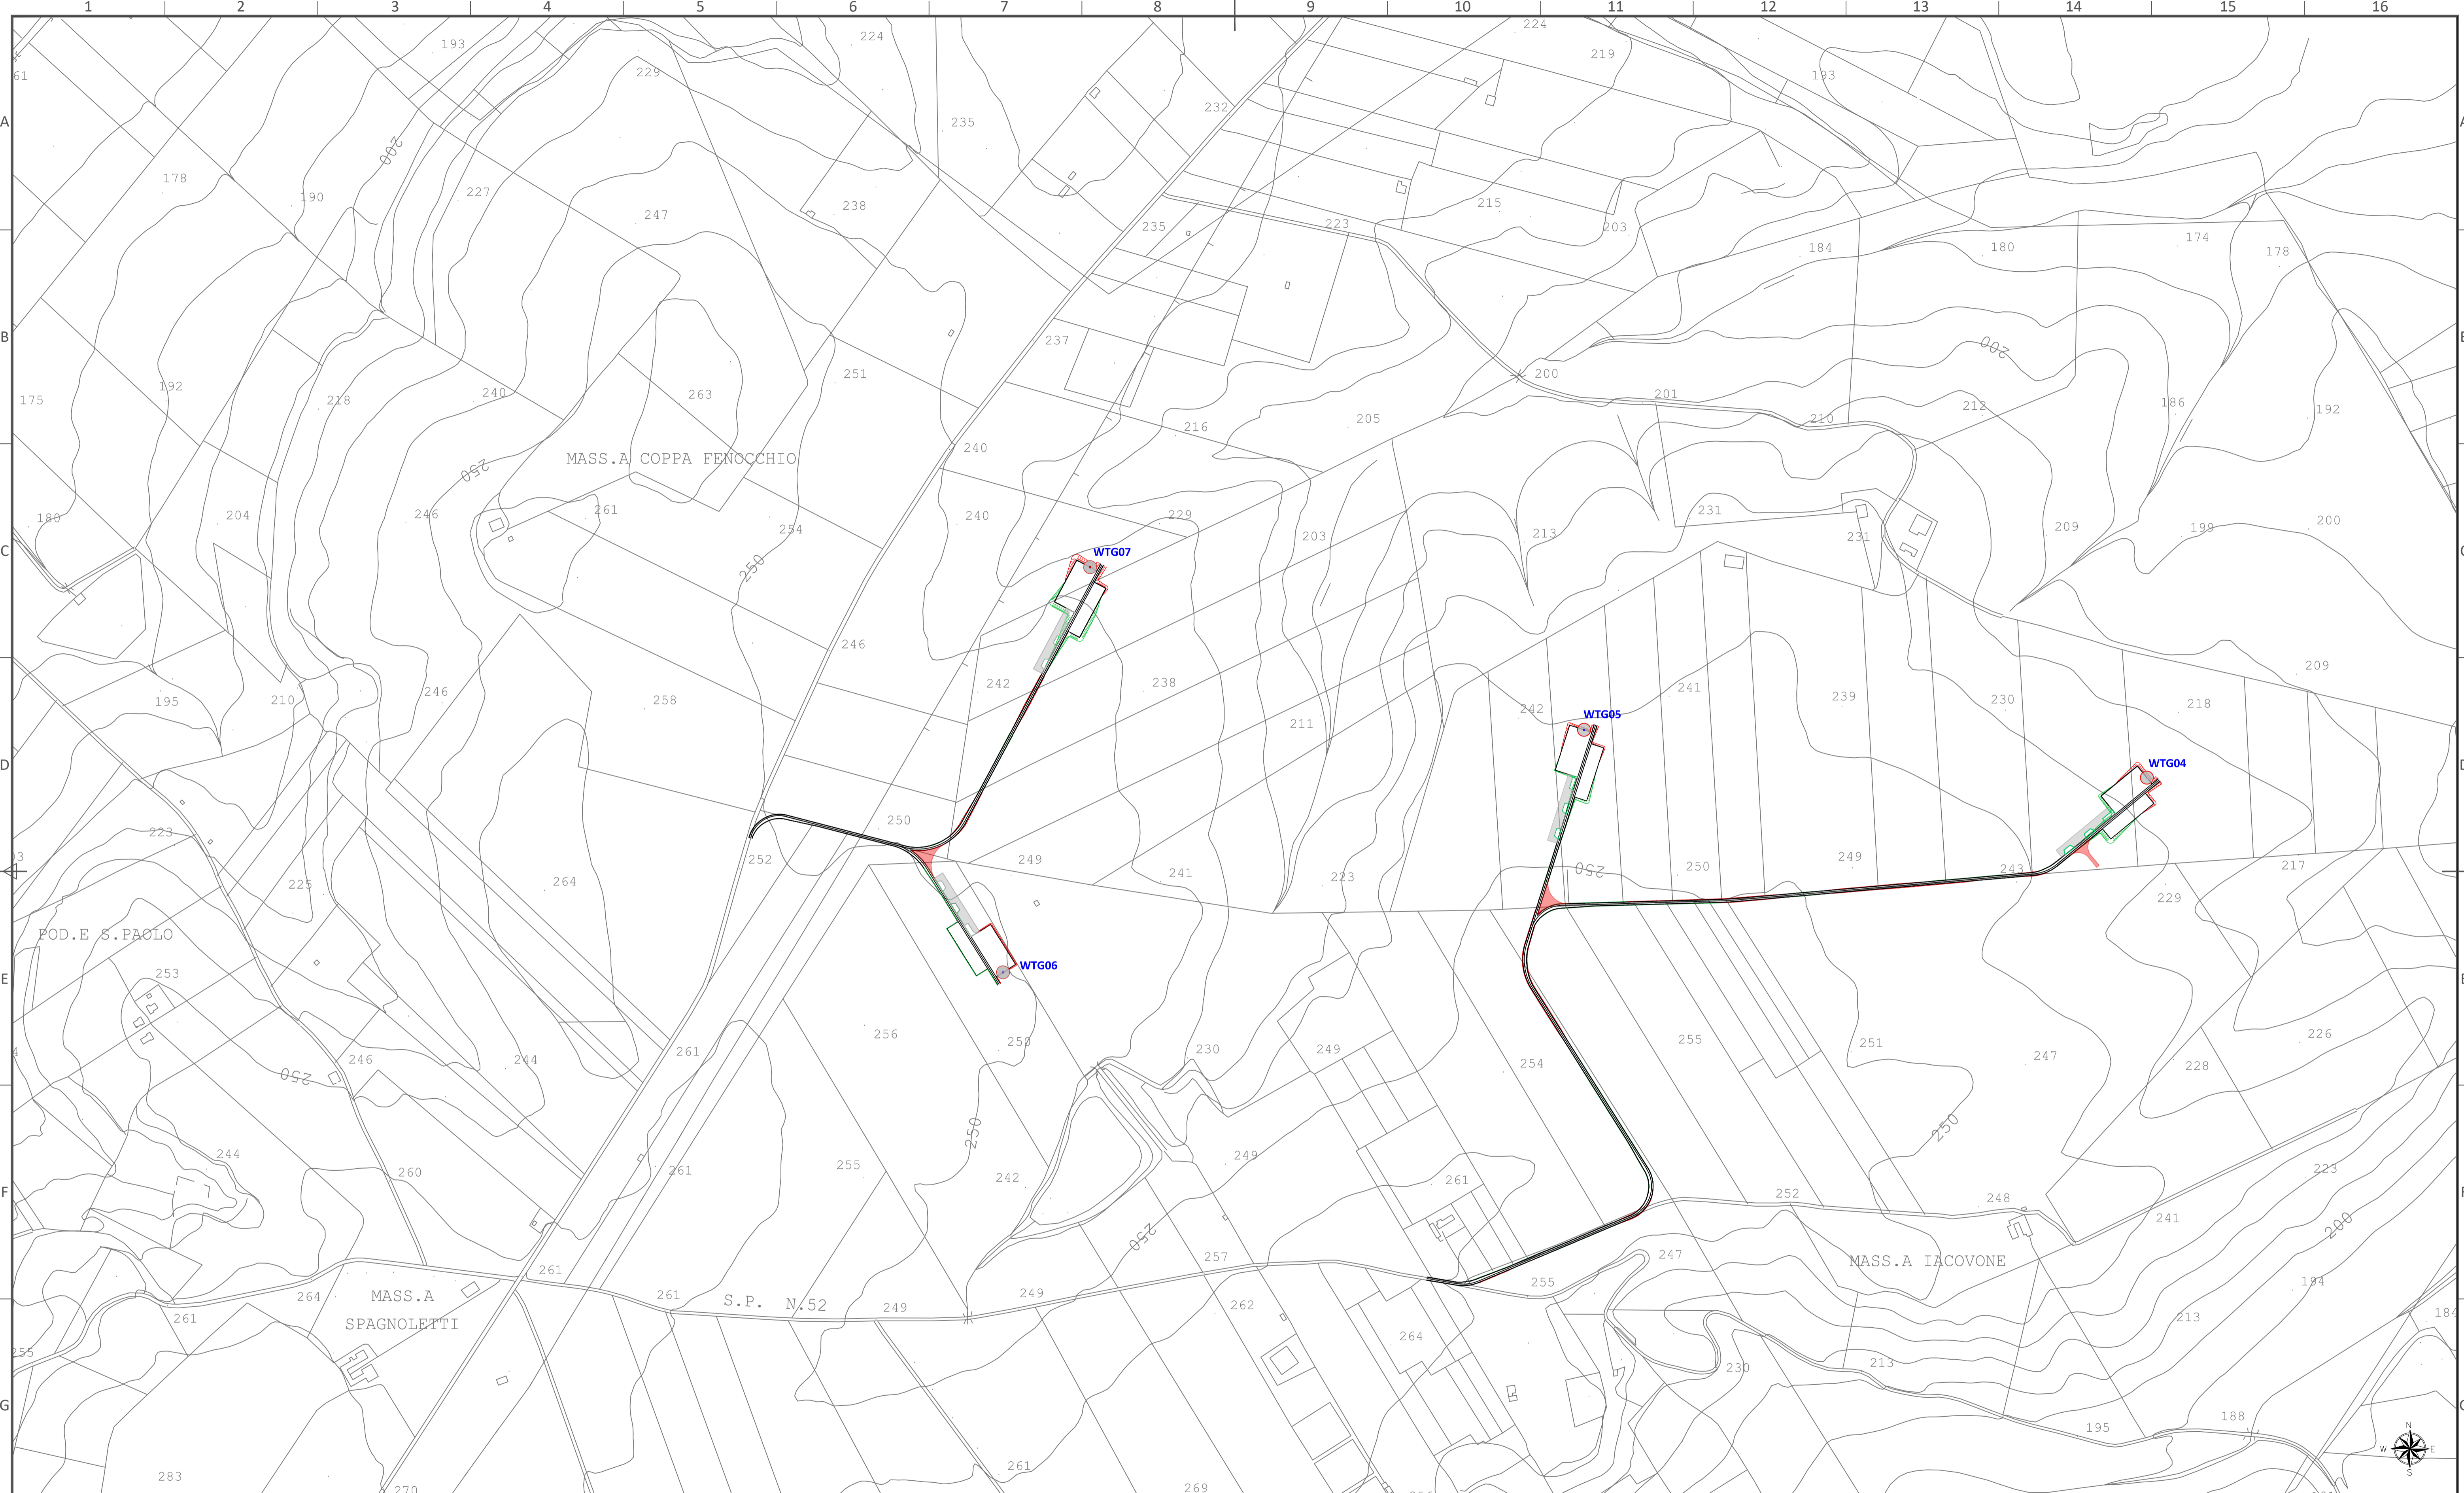 1 2 3 4 5 6 7 8 9 10 11 12 13 14 15 16
193 224 224 219 193
61 229
A 232 235
200
178 190 227 238 215
247 235 223 203
184 180 174 178
B 237 200
251
175 192 218 240 263 201 212 186 192
205 210
216
MASS.A COPPA FENOCCHIO 240
250
180 204 246 261 254 240 229 203 213 231 209 199 200
231
C WTG07
250
246
209
195 210 246 258 242 238 241 239 230 218
211 242 WTG05
D WTG04
223 250
252 249 250 249 243 217
264 241 223 250
225 229
POD.E S.PAOLO
253 WTG06
E
256 250 254 255 251 247 226
246 244 261 230 249 228
250
250 250
244 260 261 255 242 249 261 252 248 223
F 241 200
250
264 261 257 247 MASS.A IACOVONE
255 194
MASS.A 261 S.P. N.52 249 249 262
SPAGNOLETTI
261 264 213 184
255 230 213
G 195 188
N
W E
S
283 270 261 269